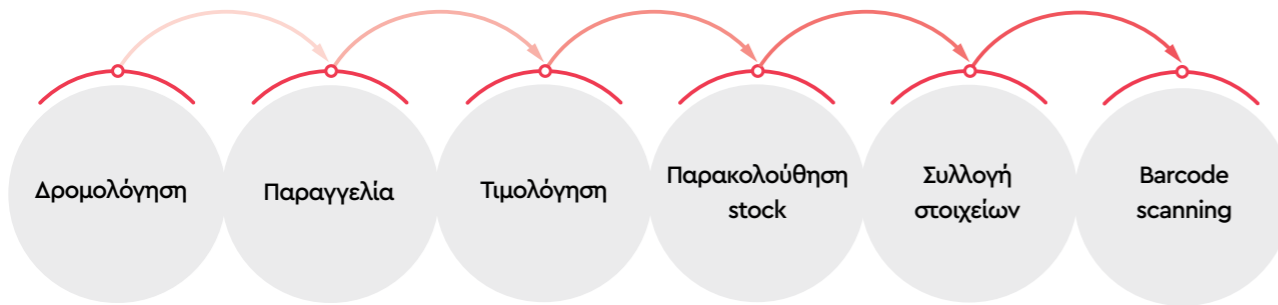 Δρομολόγηση
Παραγγελία
Τιμολόγηση
Παρακολούθηση
stock
Συλλογή
στοιχείων
Barcode
scanning